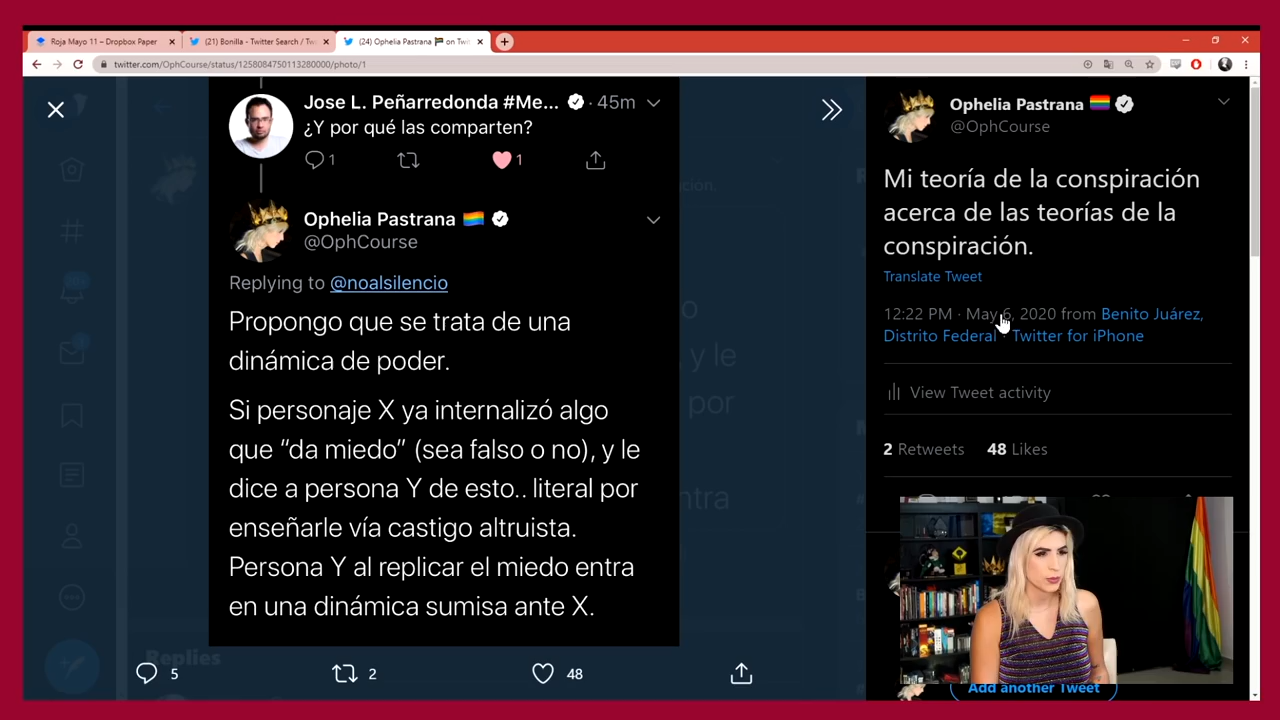 Roja Mayo 11 – Dropbox Paper
(21) Bonilla - Twitter Search / Tw
(24) Ophelia Pastrana on Twi
twitter.com/OphCourse/status/1258084750113280000/photo/1
Jose L. Peñarredonda #Me... · 45m
¿Y por qué las comparten?
1 1
Ophelia Pastrana
@OphCourse
Replying to @noalsilencio
Propongo que se trata de una
dinámica de poder.
Si personaje X ya internalizó algo
que “da miedo” (sea falso o no), y le
dice a persona Y de esto.. literal por
enseñarle vía castigo altruista.
Persona Y al replicar el miedo entra
en una dinámica sumisa ante X.
Replies
5 2 48
Ophelia Pastrana
@OphCourse
Mi teoría de la conspiración
acerca de las teorías de la
conspiración.
Translate Tweet
12:22 PM · May 6, 2020 from Benito Juárez,
Distrito Federal · Twitter for iPhone
View Tweet activity
2 Retweets 48 Likes
Add another Tweet